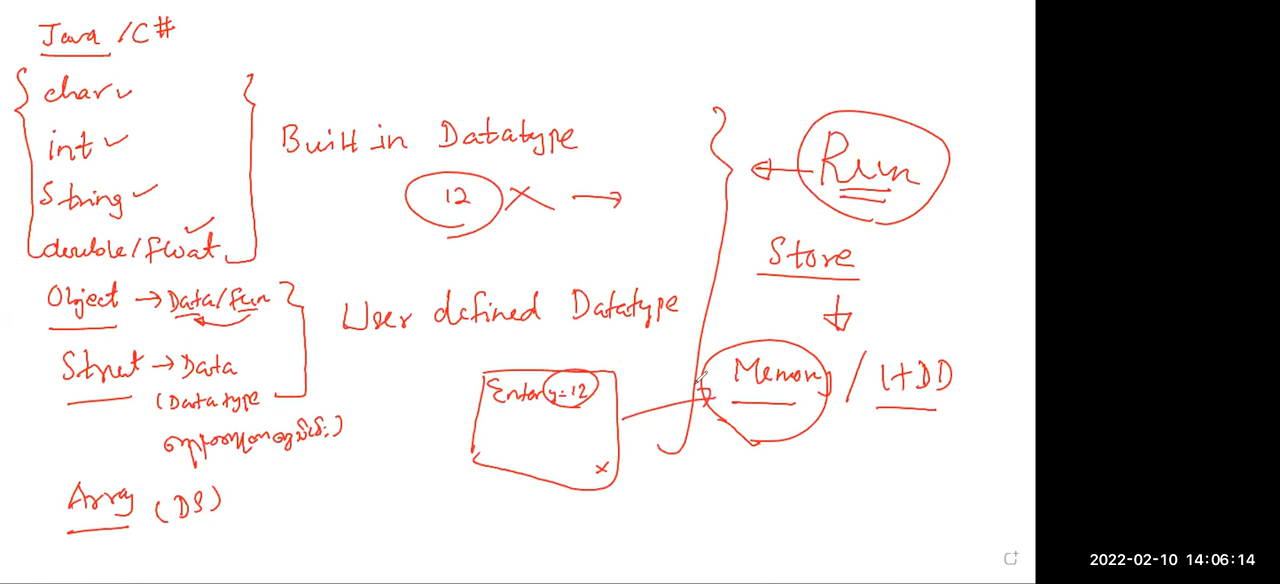 Java /C#
char
int
String
double/float
Built in Datatype
12
Object → Data/fun
Struct → Data
(Datatype
User defined Datatype
Array (DS)
Enter y=12
Run
Store
Memory / HDD
2022-02-10 14:06:14